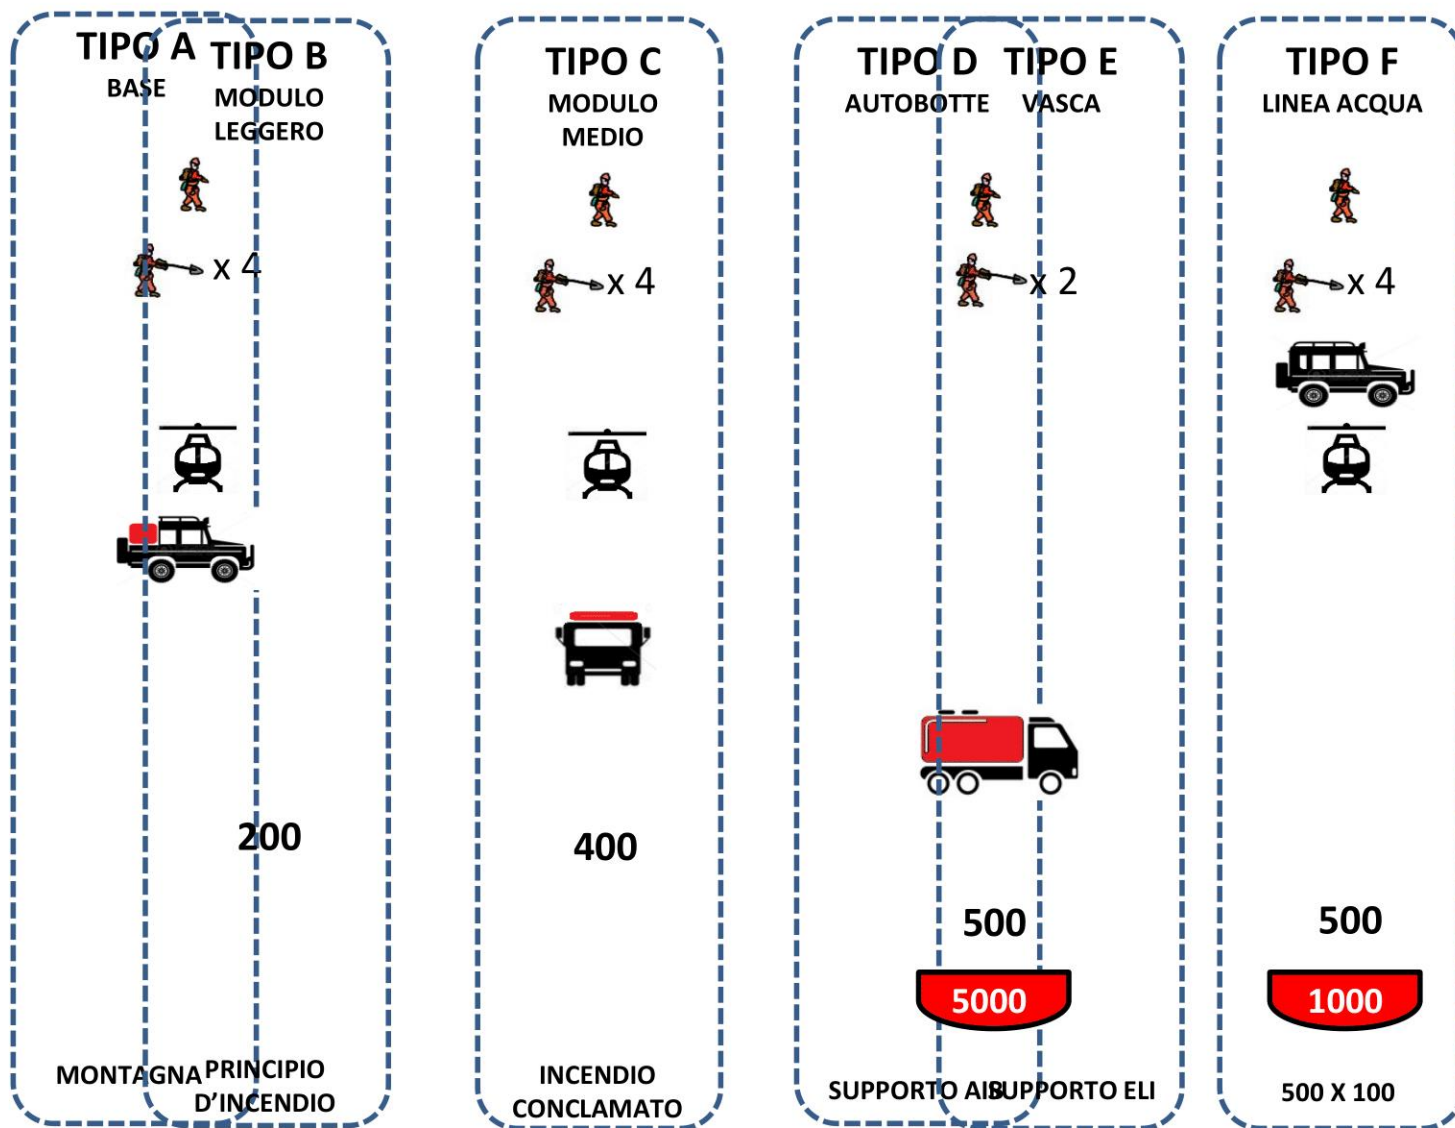 TIPO A
BASE
x 4
MONTAGNA
TIPO B
MODULO
LEGGERO
200
PRINCIPIO
D'INCENDIO
TIPO C
MODULO
MEDIO
x 4
400
INCENDIO
CONCLAMATO
TIPO D
AUTOBOTTE
SUPPORTO AIB
TIPO E
VASCA
x 2
500
5000
SUPPORTO ELI
TIPO F
LINEA ACQUA
x 4
500
1000
500 X 100